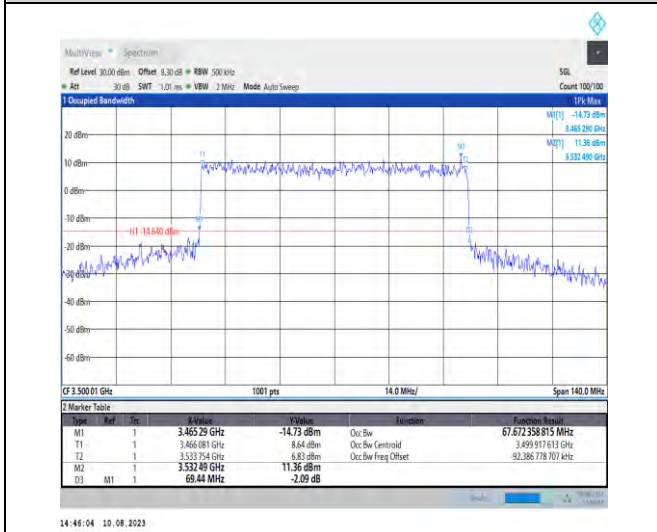 MultiView Spectrum
Ref Level 30.00 dBm Offset 8.30 dB RBW 500 kHz SGL
Att 30 dB SWT 1.01 ms VBW 2 MHz Mode Auto Sweep Count 100/100
1 Occupied Bandwidth 1Pk Max
M1[1] -14.73 dBm
3.465 290 GHz
M2[1] 11.36 dBm
3.532 490 GHz
20 dBm
10 dBm
0 dBm
-10 dBm
H1 -14.640 dBm
-20 dBm
-30 dBm
-40 dBm
-50 dBm
-60 dBm
T1
CF 3.500 01 GHz 1001 pts 14.0 MHz/ Span 140.0 MHz
2 Marker Table
Type Ref Trc X-Value Y-Value Function Function Result
M1 1 3.465 29 GHz -14.73 dBm Occ Bw 67.672 358 815 MHz
T1 1 3.466 081 GHz 8.64 dBm Occ Bw Centroid 3.499 917 613 GHz
T2 1 3.533 754 GHz 6.83 dBm Occ Bw Freq Offset -92.386 778 707 kHz
M2 1 3.532 49 GHz 11.36 dBm
D3 M1 1 69.44 MHz -2.09 dB
14:46:04 10.08.2023